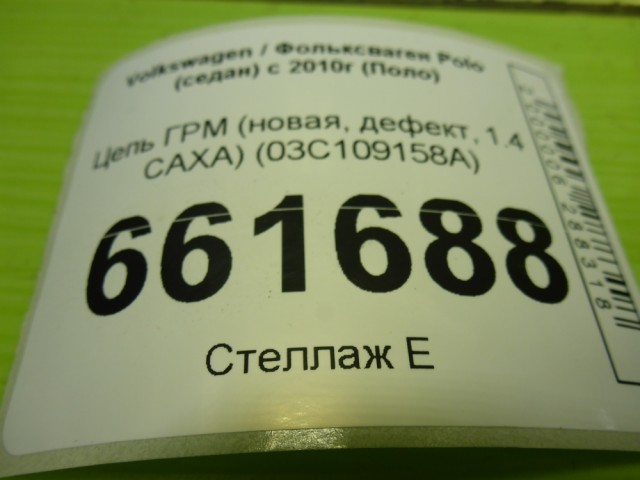 Volkswagen / Фольксваген Polo
(седан) с 2010г (Поло)
Цепь ГРМ (новая, дефект, 1.4
CAXA) (03C109158A)
661688
Стеллаж Е